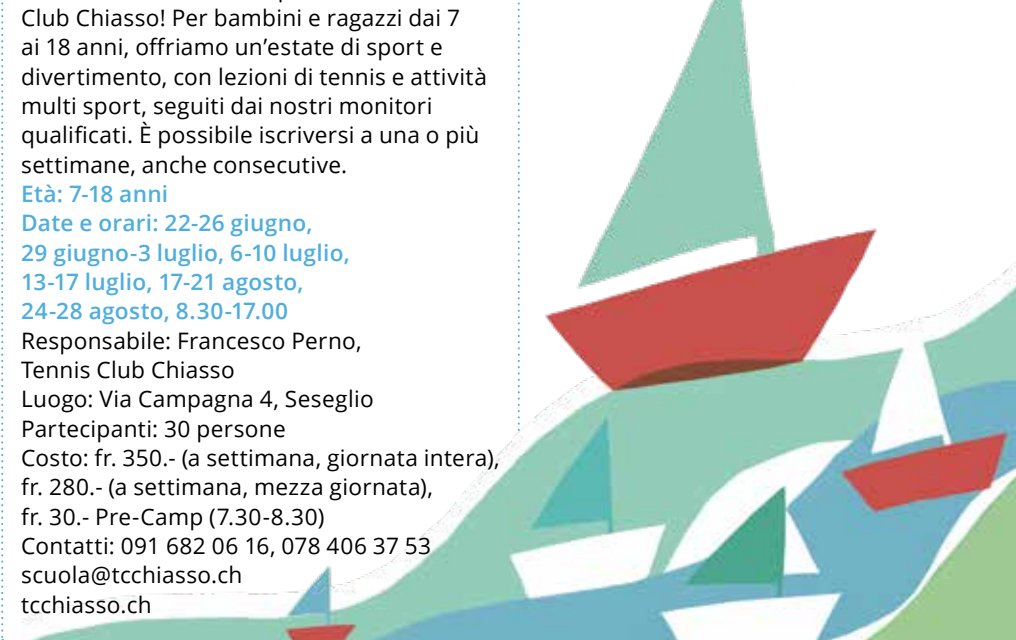 Club Chiasso! Per bambini e ragazzi dai 7
ai 18 anni, offriamo un’estate di sport e
divertimento, con lezioni di tennis e attività
multi sport, seguiti dai nostri monitori
qualificati. È possibile iscriversi a una o più
settimane, anche consecutive.
Età: 7-18 anni
Date e orari: 22-26 giugno,
29 giugno-3 luglio, 6-10 luglio,
13-17 luglio, 17-21 agosto,
24-28 agosto, 8.30-17.00
Responsabile: Francesco Perno,
Tennis Club Chiasso
Luogo: Via Campagna 4, Seseglio
Partecipanti: 30 persone
Costo: fr. 350.- (a settimana, giornata intera),
fr. 280.- (a settimana, mezza giornata),
fr. 30.- Pre-Camp (7.30-8.30)
Contatti: 091 682 06 16, 078 406 37 53
scuola@tcchiasso.ch
tcchiasso.ch